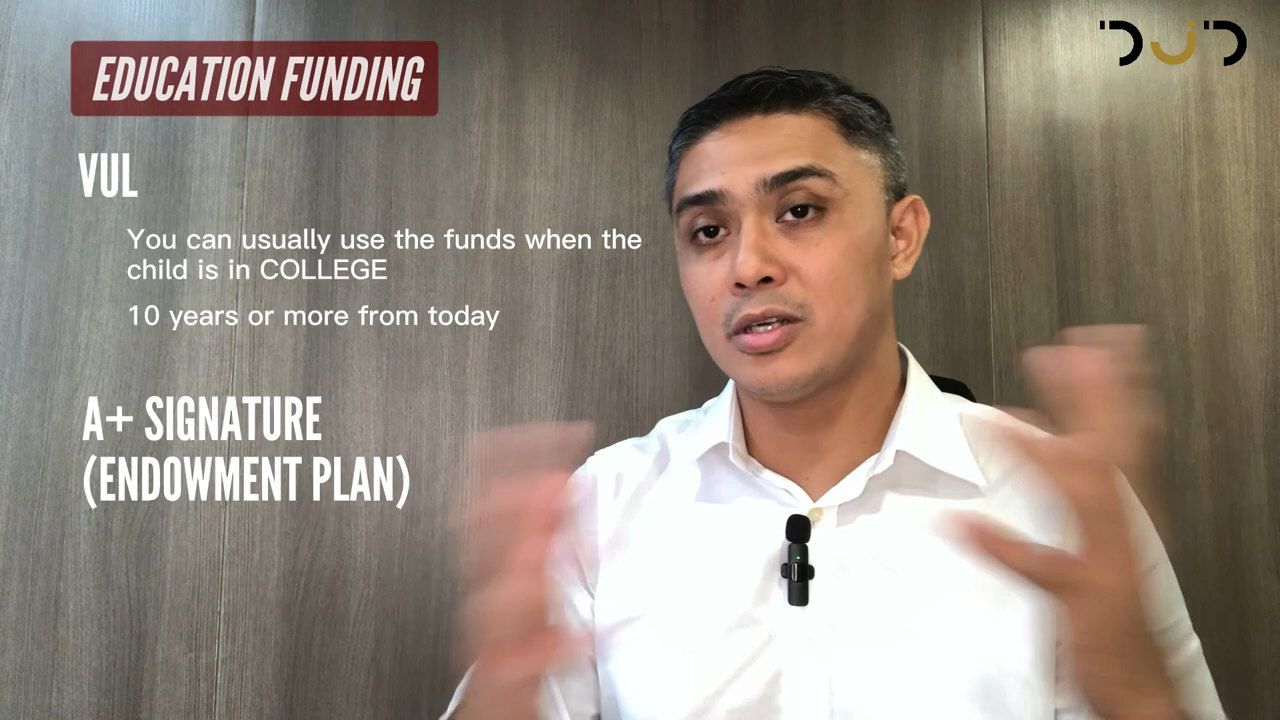 EDUCATION FUNDING
VUL
You can usually use the funds when the
child is in COLLEGE
10 years or more from today
A+ SIGNATURE
(ENDOWMENT PLAN)